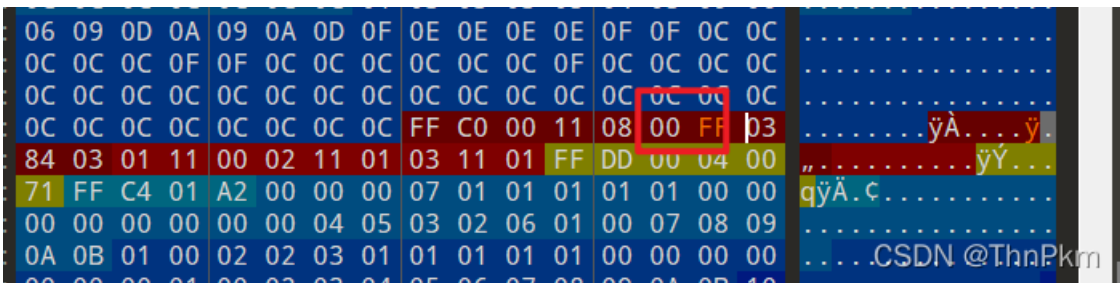 : 06 09 0D 0A 09 0A 0D 0F 0E 0E 0E 0E 0F 0F 0C 0C ................
: 0C 0C 0C 0F 0F 0C 0C 0C 0C 0C 0C 0F 0C 0C 0C 0C ................
: 0C 0C 0C 0C 0C 0C 0C 0C 0C 0C 0C 0C 0C 0C 0C 0C ................
: 0C 0C 0C 0C 0C 0C 0C 0C FF C0 00 11 08 00 FF 03 ........ÿÀ....ÿ.
: 84 03 01 11 00 02 11 01 03 11 01 FF DD 00 04 00 „..........ÿÝ...
: 71 FF C4 01 A2 00 00 00 07 01 01 01 01 01 00 00 qÿÄ.¢...........
: 00 00 00 00 00 04 05 03 02 06 01 00 07 08 09
: 0A 0B 01 00 02 02 03 01 01 01 01 01 00 00 00 00
CSDN @ThnPkm